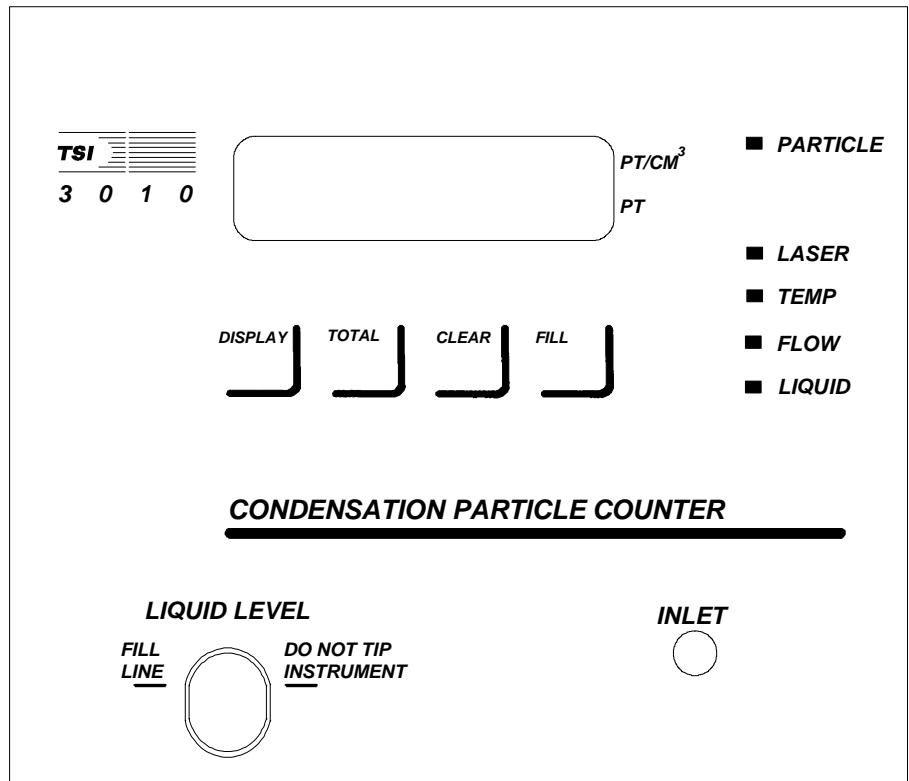 TSI
3 0 1 0
PT/CM³
PT
PARTICLE
LASER
TEMP
FLOW
LIQUID
DISPLAY TOTAL CLEAR FILL
CONDENSATION PARTICLE COUNTER
LIQUID LEVEL
FILL
LINE
DO NOT TIP
INSTRUMENT
INLET